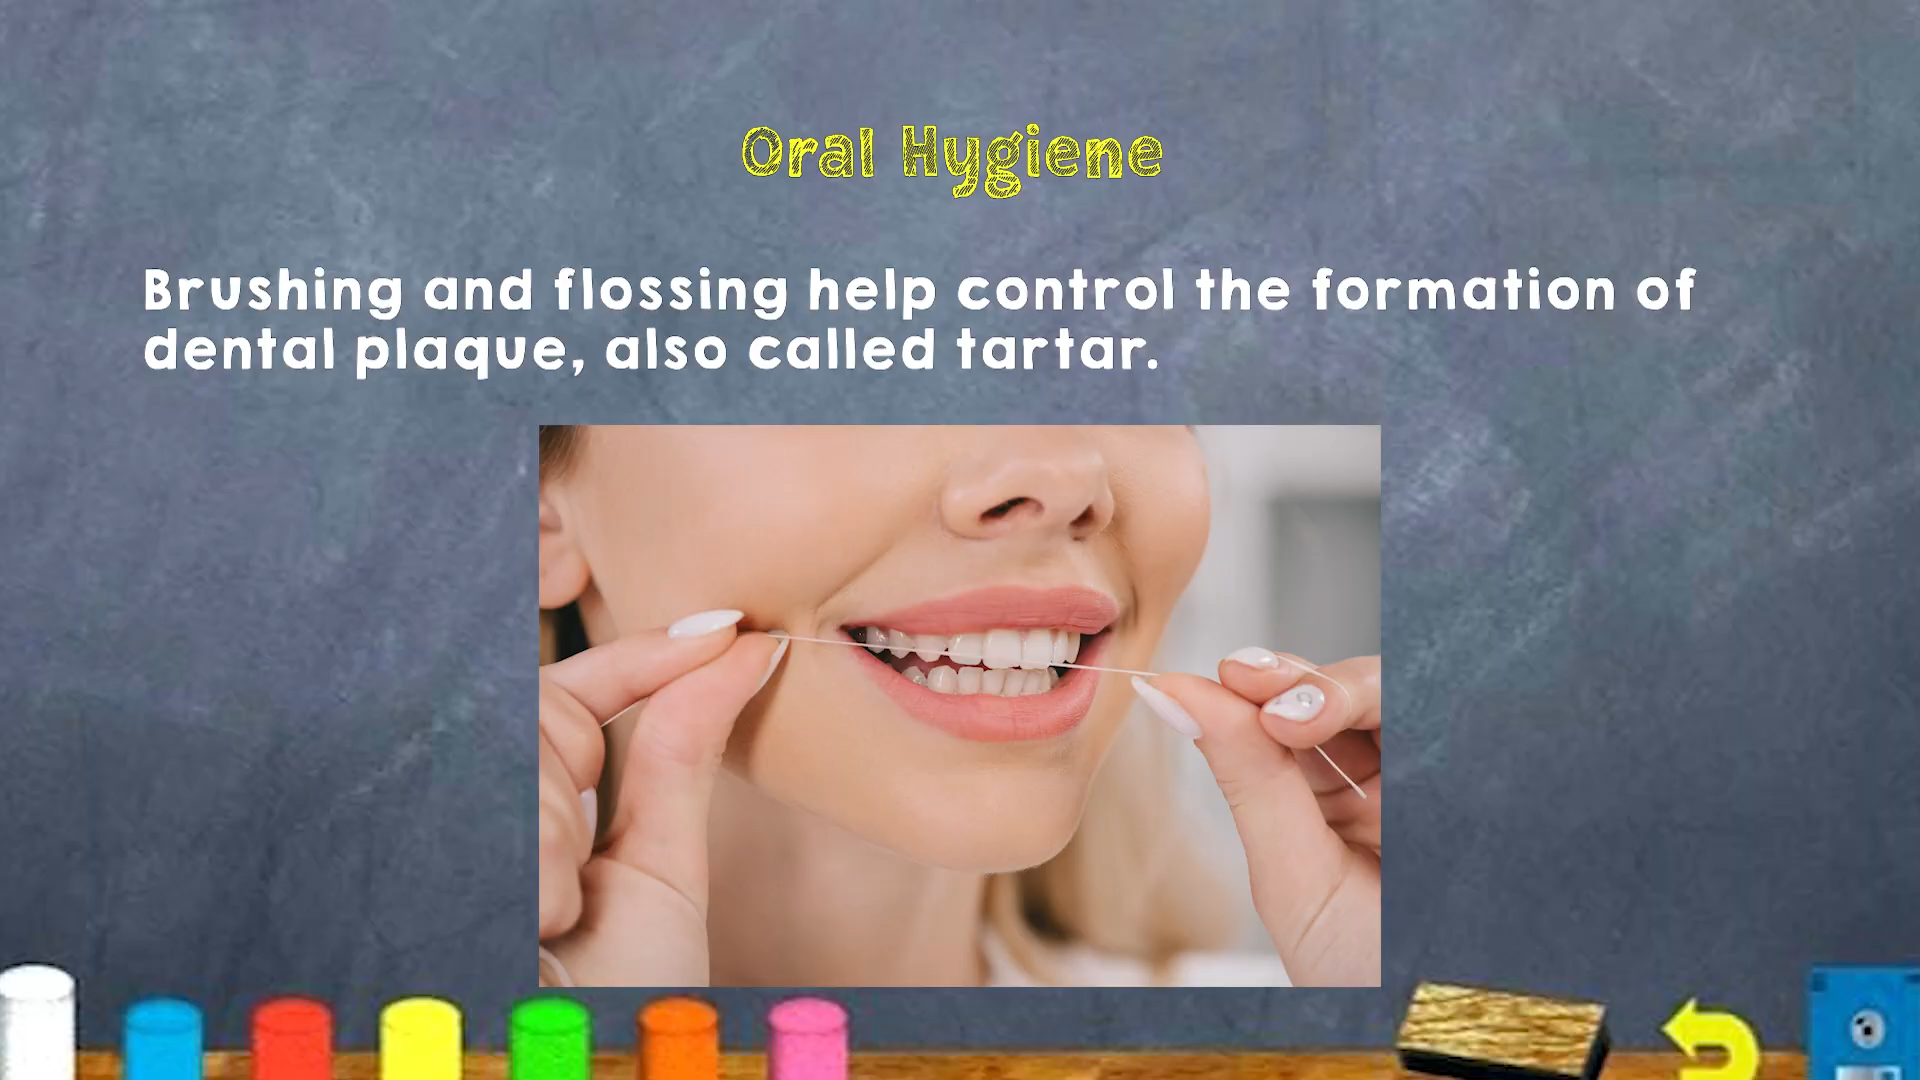 Oral Hygiene
Brushing and flossing help control the formation of
dental plaque, also called tartar.